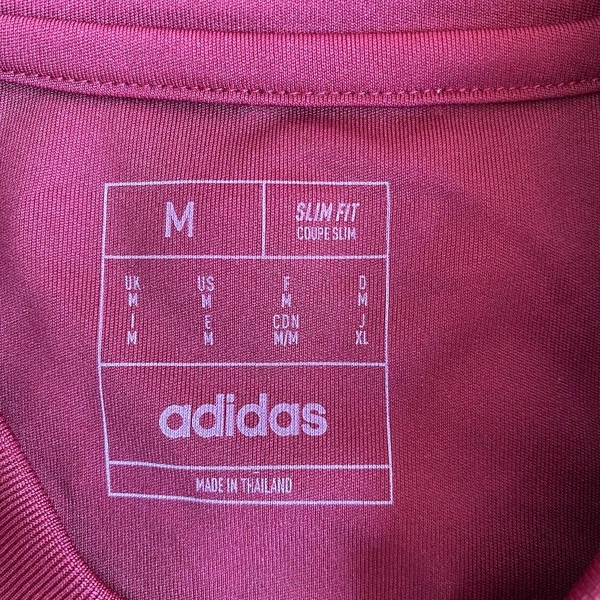 M
SLIM FIT
COUPE SLIM
UK US F D
M M M M
I E CDN J
M M M/M XL
adidas
MADE IN THAILAND